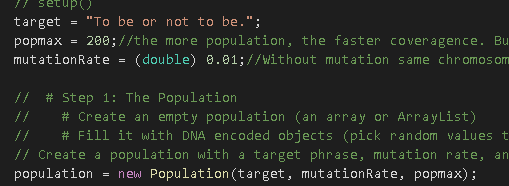 // setup()
target = "To be or not to be.";
popmax = 200;//the more population, the faster coveragence. Bu
mutationRate = (double) 0.01;//Without mutation same chromosom
//  # Step 1: The Population
//    # Create an empty population (an array or ArrayList)
//    # Fill it with DNA encoded objects (pick random values t
// Create a population with a target phrase, mutation rate, an
population = new Population(target, mutationRate, popmax);